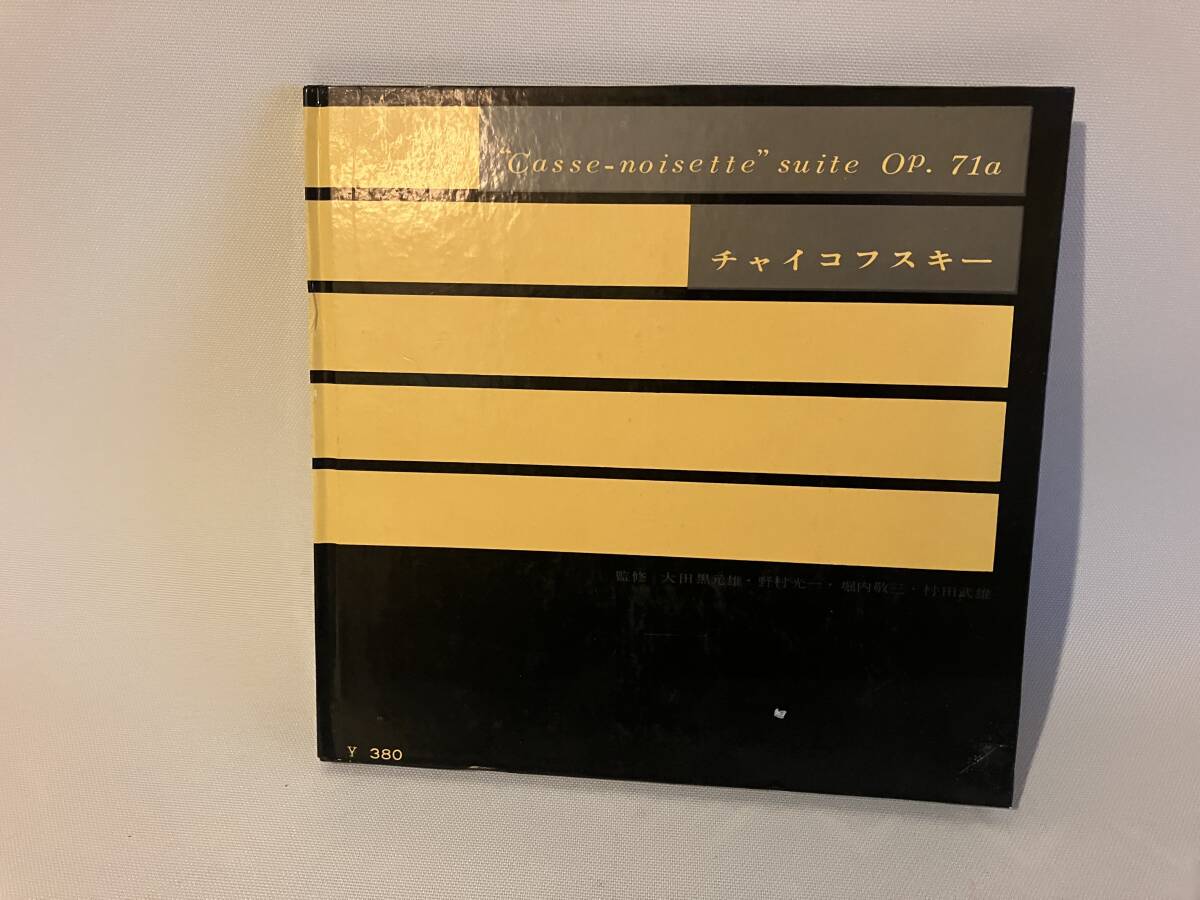 “Casse-noisette” suite Op. 71a
チャイコフスキー
監修 : 大田黒元雄・野村光一・堀内敬三・村田武雄
Y 380